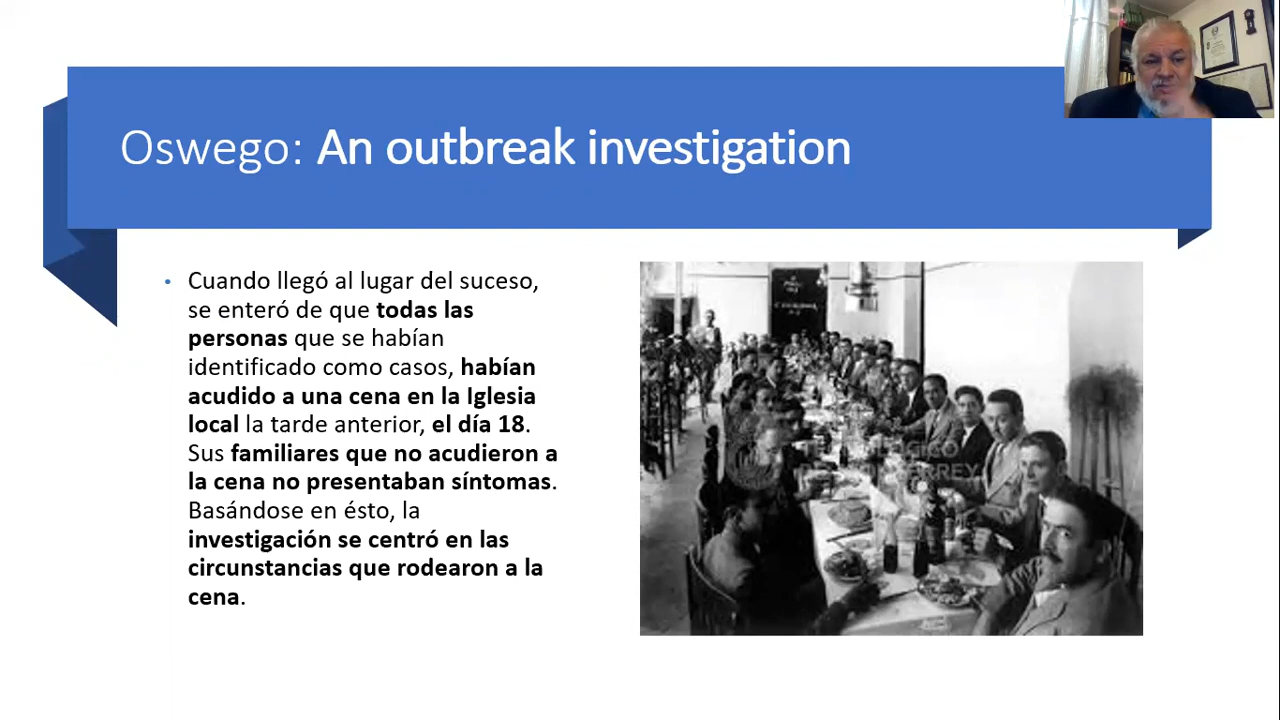 Oswego: An outbreak investigation
• Cuando llegó al lugar del suceso,
se enteró de que todas las
personas que se habían
identificado como casos, habían
acudido a una cena en la Iglesia
local la tarde anterior, el día 18.
Sus familiares que no acudieron a
la cena no presentaban síntomas.
Basándose en ésto, la
investigación se centró en las
circunstancias que rodearon a la
cena.